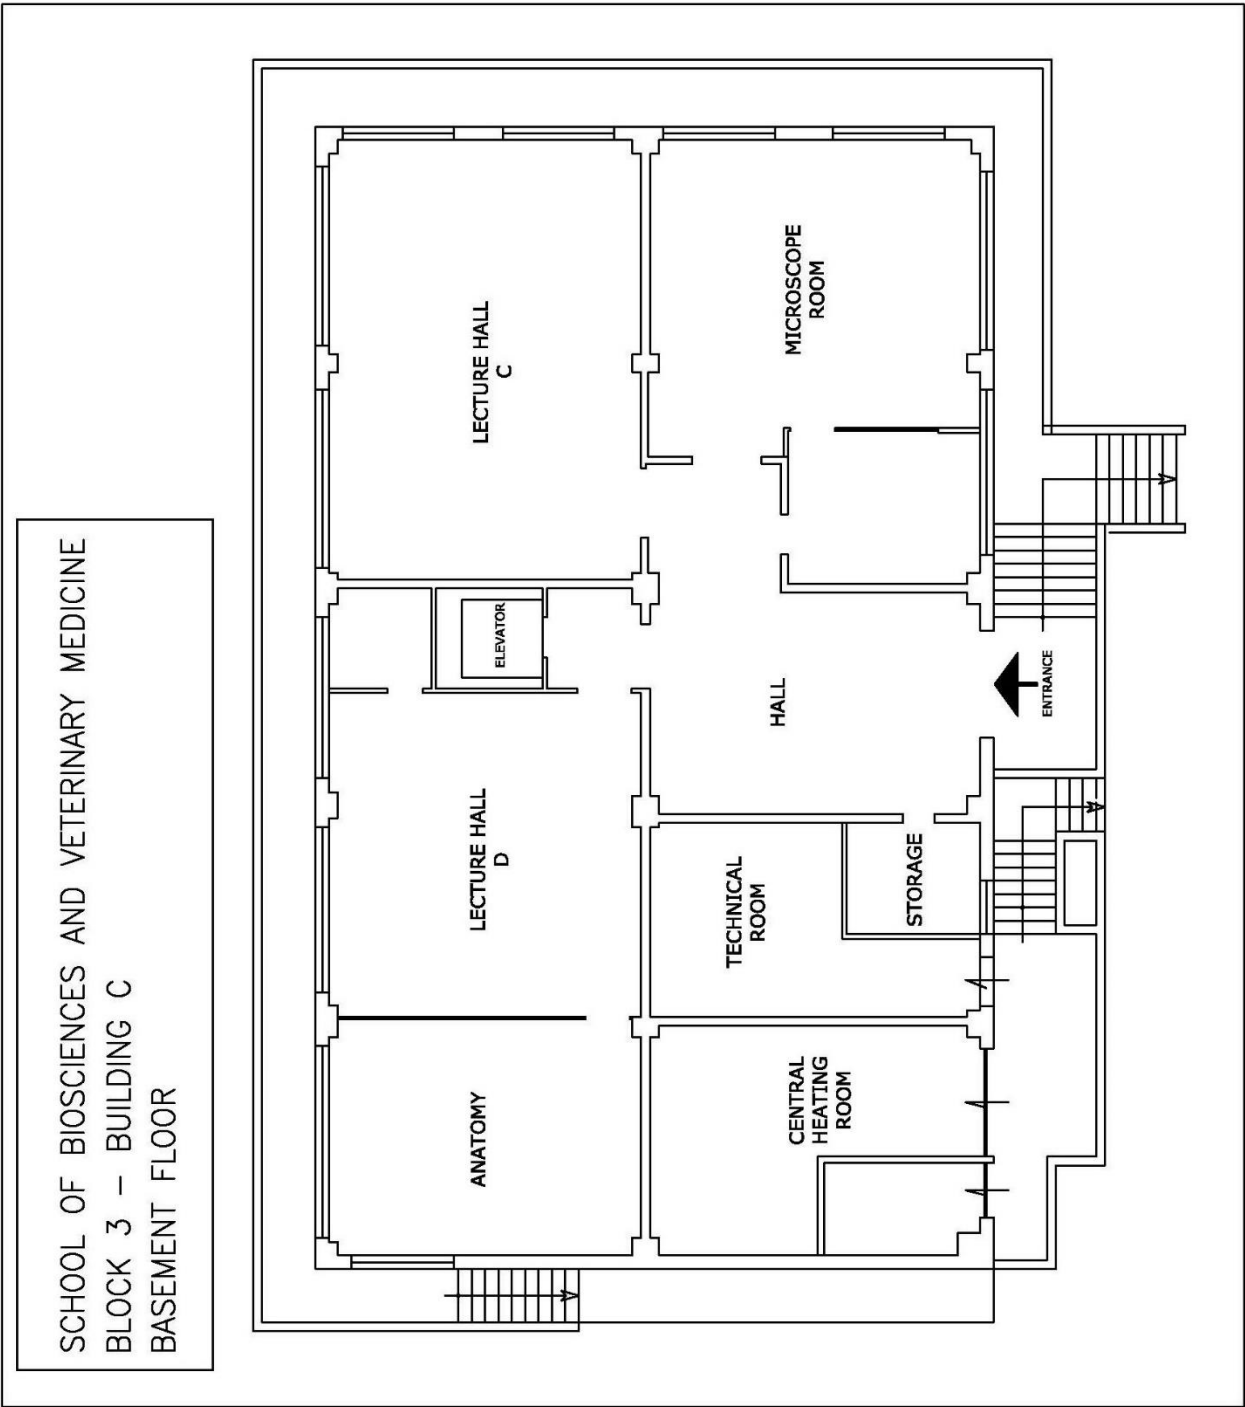 SCHOOL OF BIOSCIENCES AND VETERINARY MEDICINE
BLOCK 3 - BUILDING C
BASEMENT FLOOR
ANATOMY
LECTURE HALL
D
ELEVATOR
LECTURE HALL
C
CENTRAL
HEATING
ROOM
TECHNICAL
ROOM
STORAGE
HALL
MICROSCOPE
ROOM
ENTRANCE